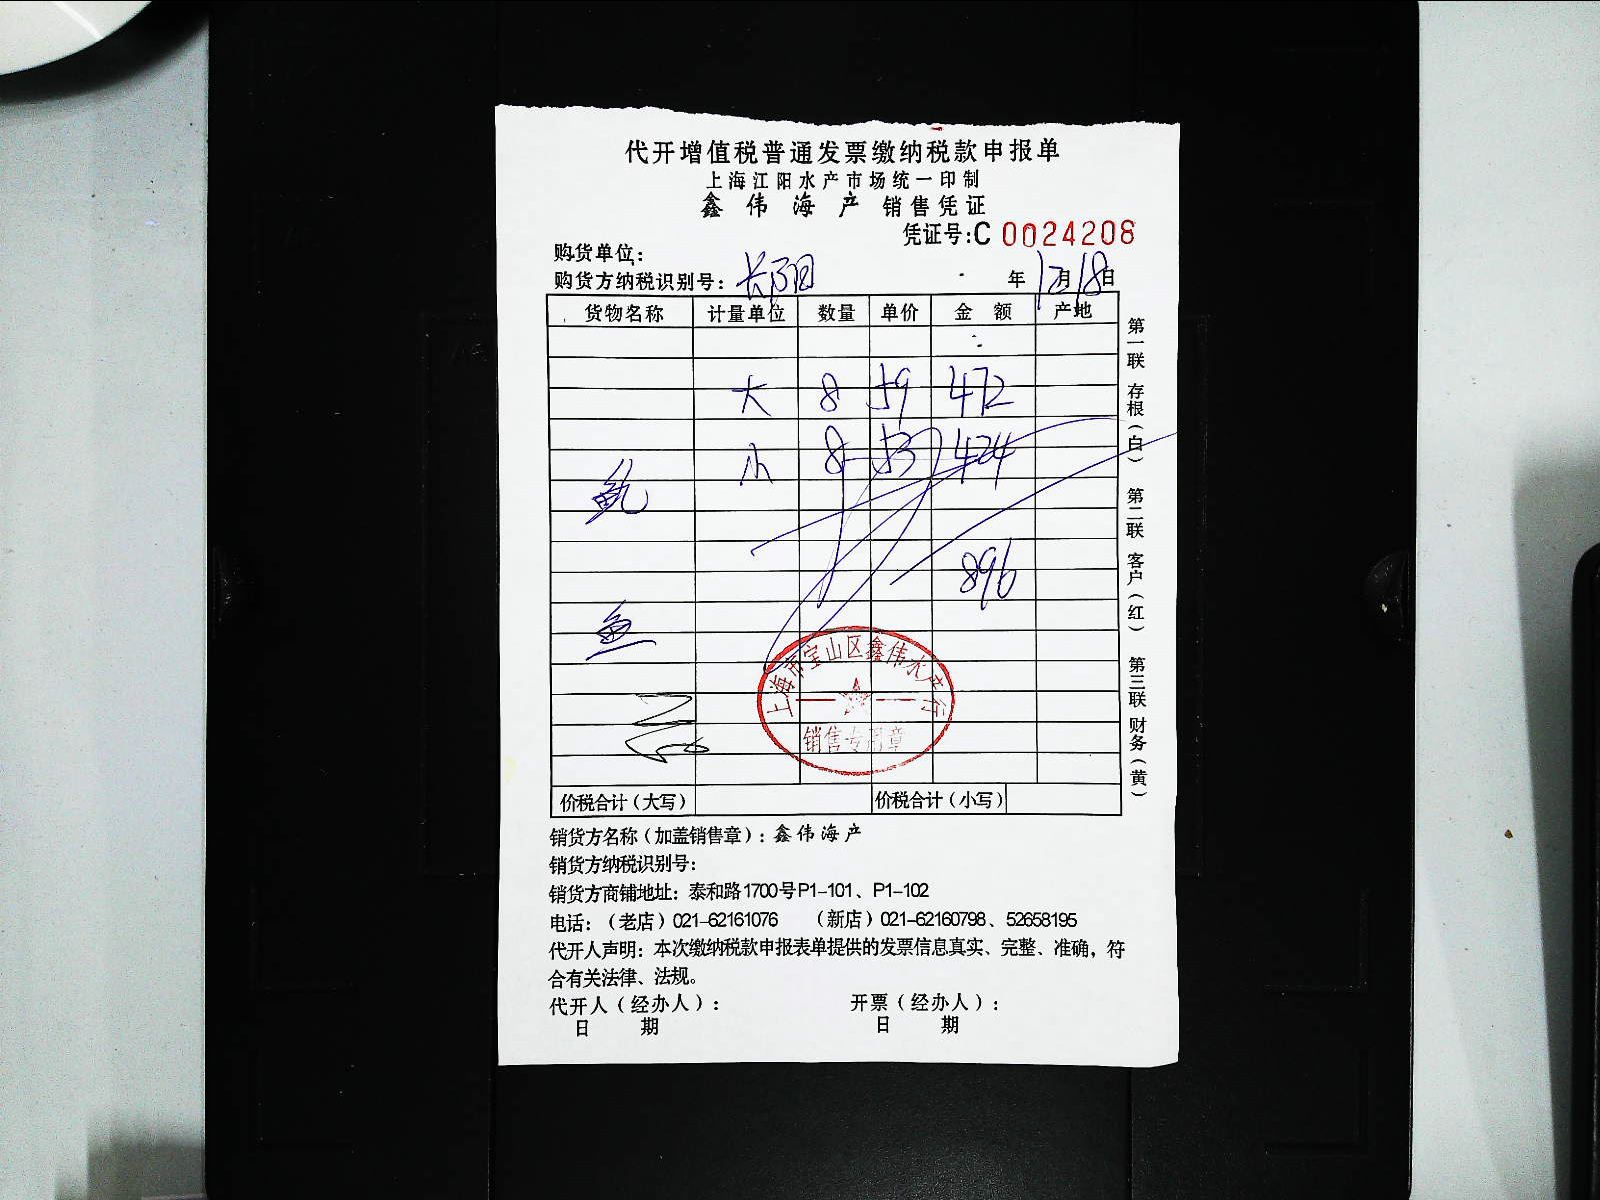 代开增值税普通发票缴纳税款申报单
上海江阳水产市场统一印制
鑫伟海产 销售凭证
凭证号:C 0024208
购货单位:
购货方纳税识别号: 长阳 年12月18日
货物名称 计量单位 数量 单价 金额 产地
大 8 59 472
小 8 53 424
鱿
896
鱼
上海市宝山区鑫伟水产行
销售专用章
价税合计(大写) 价税合计(小写)
第一联 存根(白) 第二联 客户(红) 第三联 财务(黄)
销货方名称(加盖销售章):鑫伟海产
销货方纳税识别号:
销货方商铺地址:泰和路1700号P1-101、P1-102
电话:(老店)021-62161076 (新店)021-62160798、52658195
代开人声明:本次缴纳税款申报表单提供的发票信息真实、完整、准确,符
合有关法律、法规。
代开人(经办人): 开票(经办人):
日 期 日 期